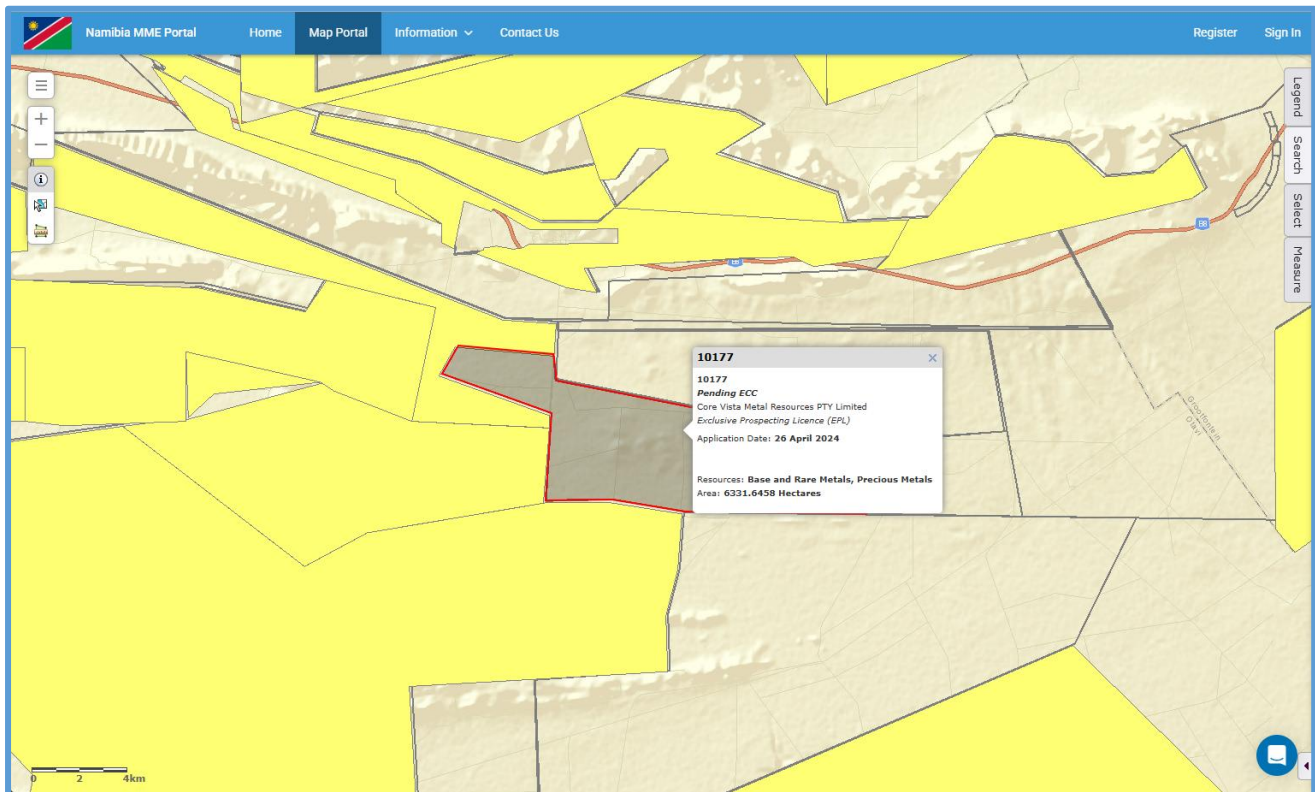 Namibia MME Portal Home Map Portal Information Contact Us Register Sign In
Legend
Search
Select
Measure
B8
B8
10177
10177
Pending ECC
Core Vista Metal Resources PTY Limited
Exclusive Prospecting Licence (EPL)
Application Date: 26 April 2024
Resources: Base and Rare Metals, Precious Metals
Area: 6331.6458 Hectares
Grootfontein
Otavi
0 2 4km